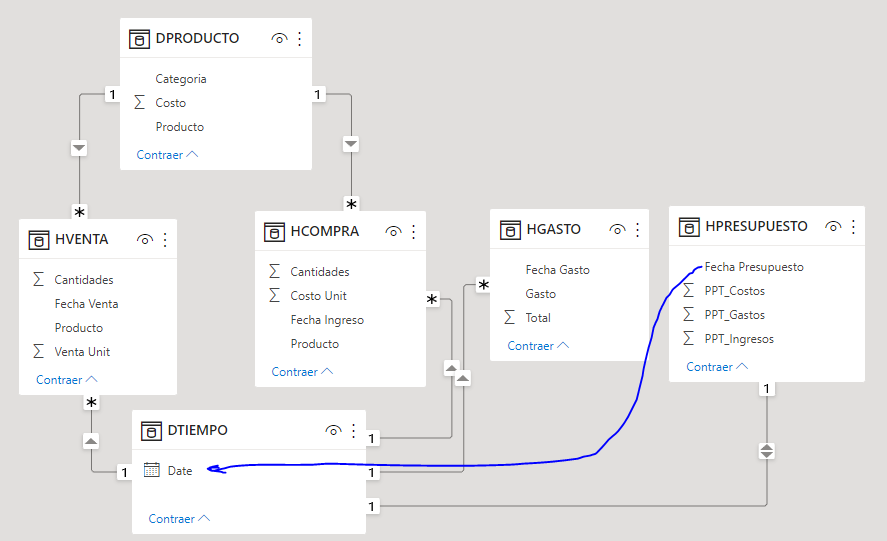 DPRODUCTO
Categoria
Σ Costo
Producto
Contraer
1
1
*
*
HVENTA
Σ Cantidades
Fecha Venta
Producto
Σ Venta Unit
Contraer
*
HCOMPRA
Σ Cantidades
Σ Costo Unit
Fecha Ingreso
Producto
Contraer
*
HGASTO
Fecha Gasto
Gasto
Σ Total
Contraer
*
HPRESUPUESTO
Fecha Presupuesto
Σ PPT_Costos
Σ PPT_Gastos
Σ PPT_Ingresos
Contraer
1
DTIEMPO
Date
Contraer
1
1
1
1